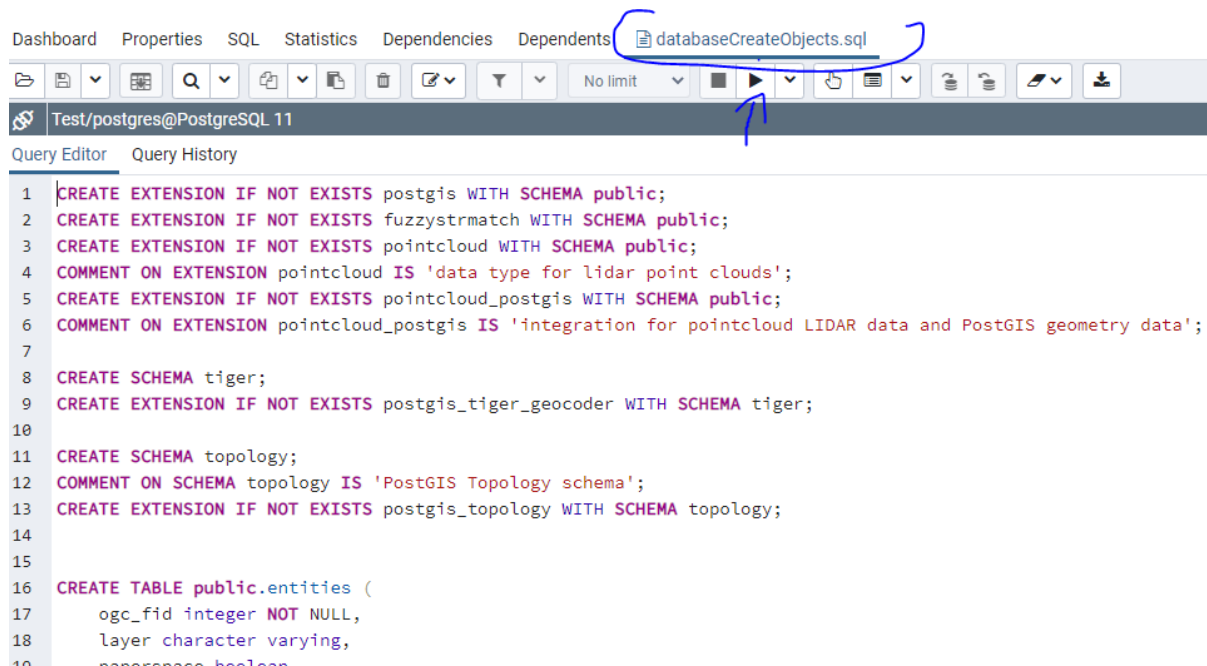 Dashboard Properties SQL Statistics Dependencies Dependents databaseCreateObjects.sql
No limit
Test/postgres@PostgreSQL 11
Query Editor Query History
1 CREATE EXTENSION IF NOT EXISTS postgis WITH SCHEMA public;
2 CREATE EXTENSION IF NOT EXISTS fuzzystrmatch WITH SCHEMA public;
3 CREATE EXTENSION IF NOT EXISTS pointcloud WITH SCHEMA public;
4 COMMENT ON EXTENSION pointcloud IS 'data type for lidar point clouds';
5 CREATE EXTENSION IF NOT EXISTS pointcloud_postgis WITH SCHEMA public;
6 COMMENT ON EXTENSION pointcloud_postgis IS 'integration for pointcloud LIDAR data and PostGIS geometry data';
7
8 CREATE SCHEMA tiger;
9 CREATE EXTENSION IF NOT EXISTS postgis_tiger_geocoder WITH SCHEMA tiger;
10
11 CREATE SCHEMA topology;
12 COMMENT ON SCHEMA topology IS 'PostGIS Topology schema';
13 CREATE EXTENSION IF NOT EXISTS postgis_topology WITH SCHEMA topology;
14
15
16 CREATE TABLE public.entities (
17 ogc_fid integer NOT NULL,
18 layer character varying,
19 paperspace boolean